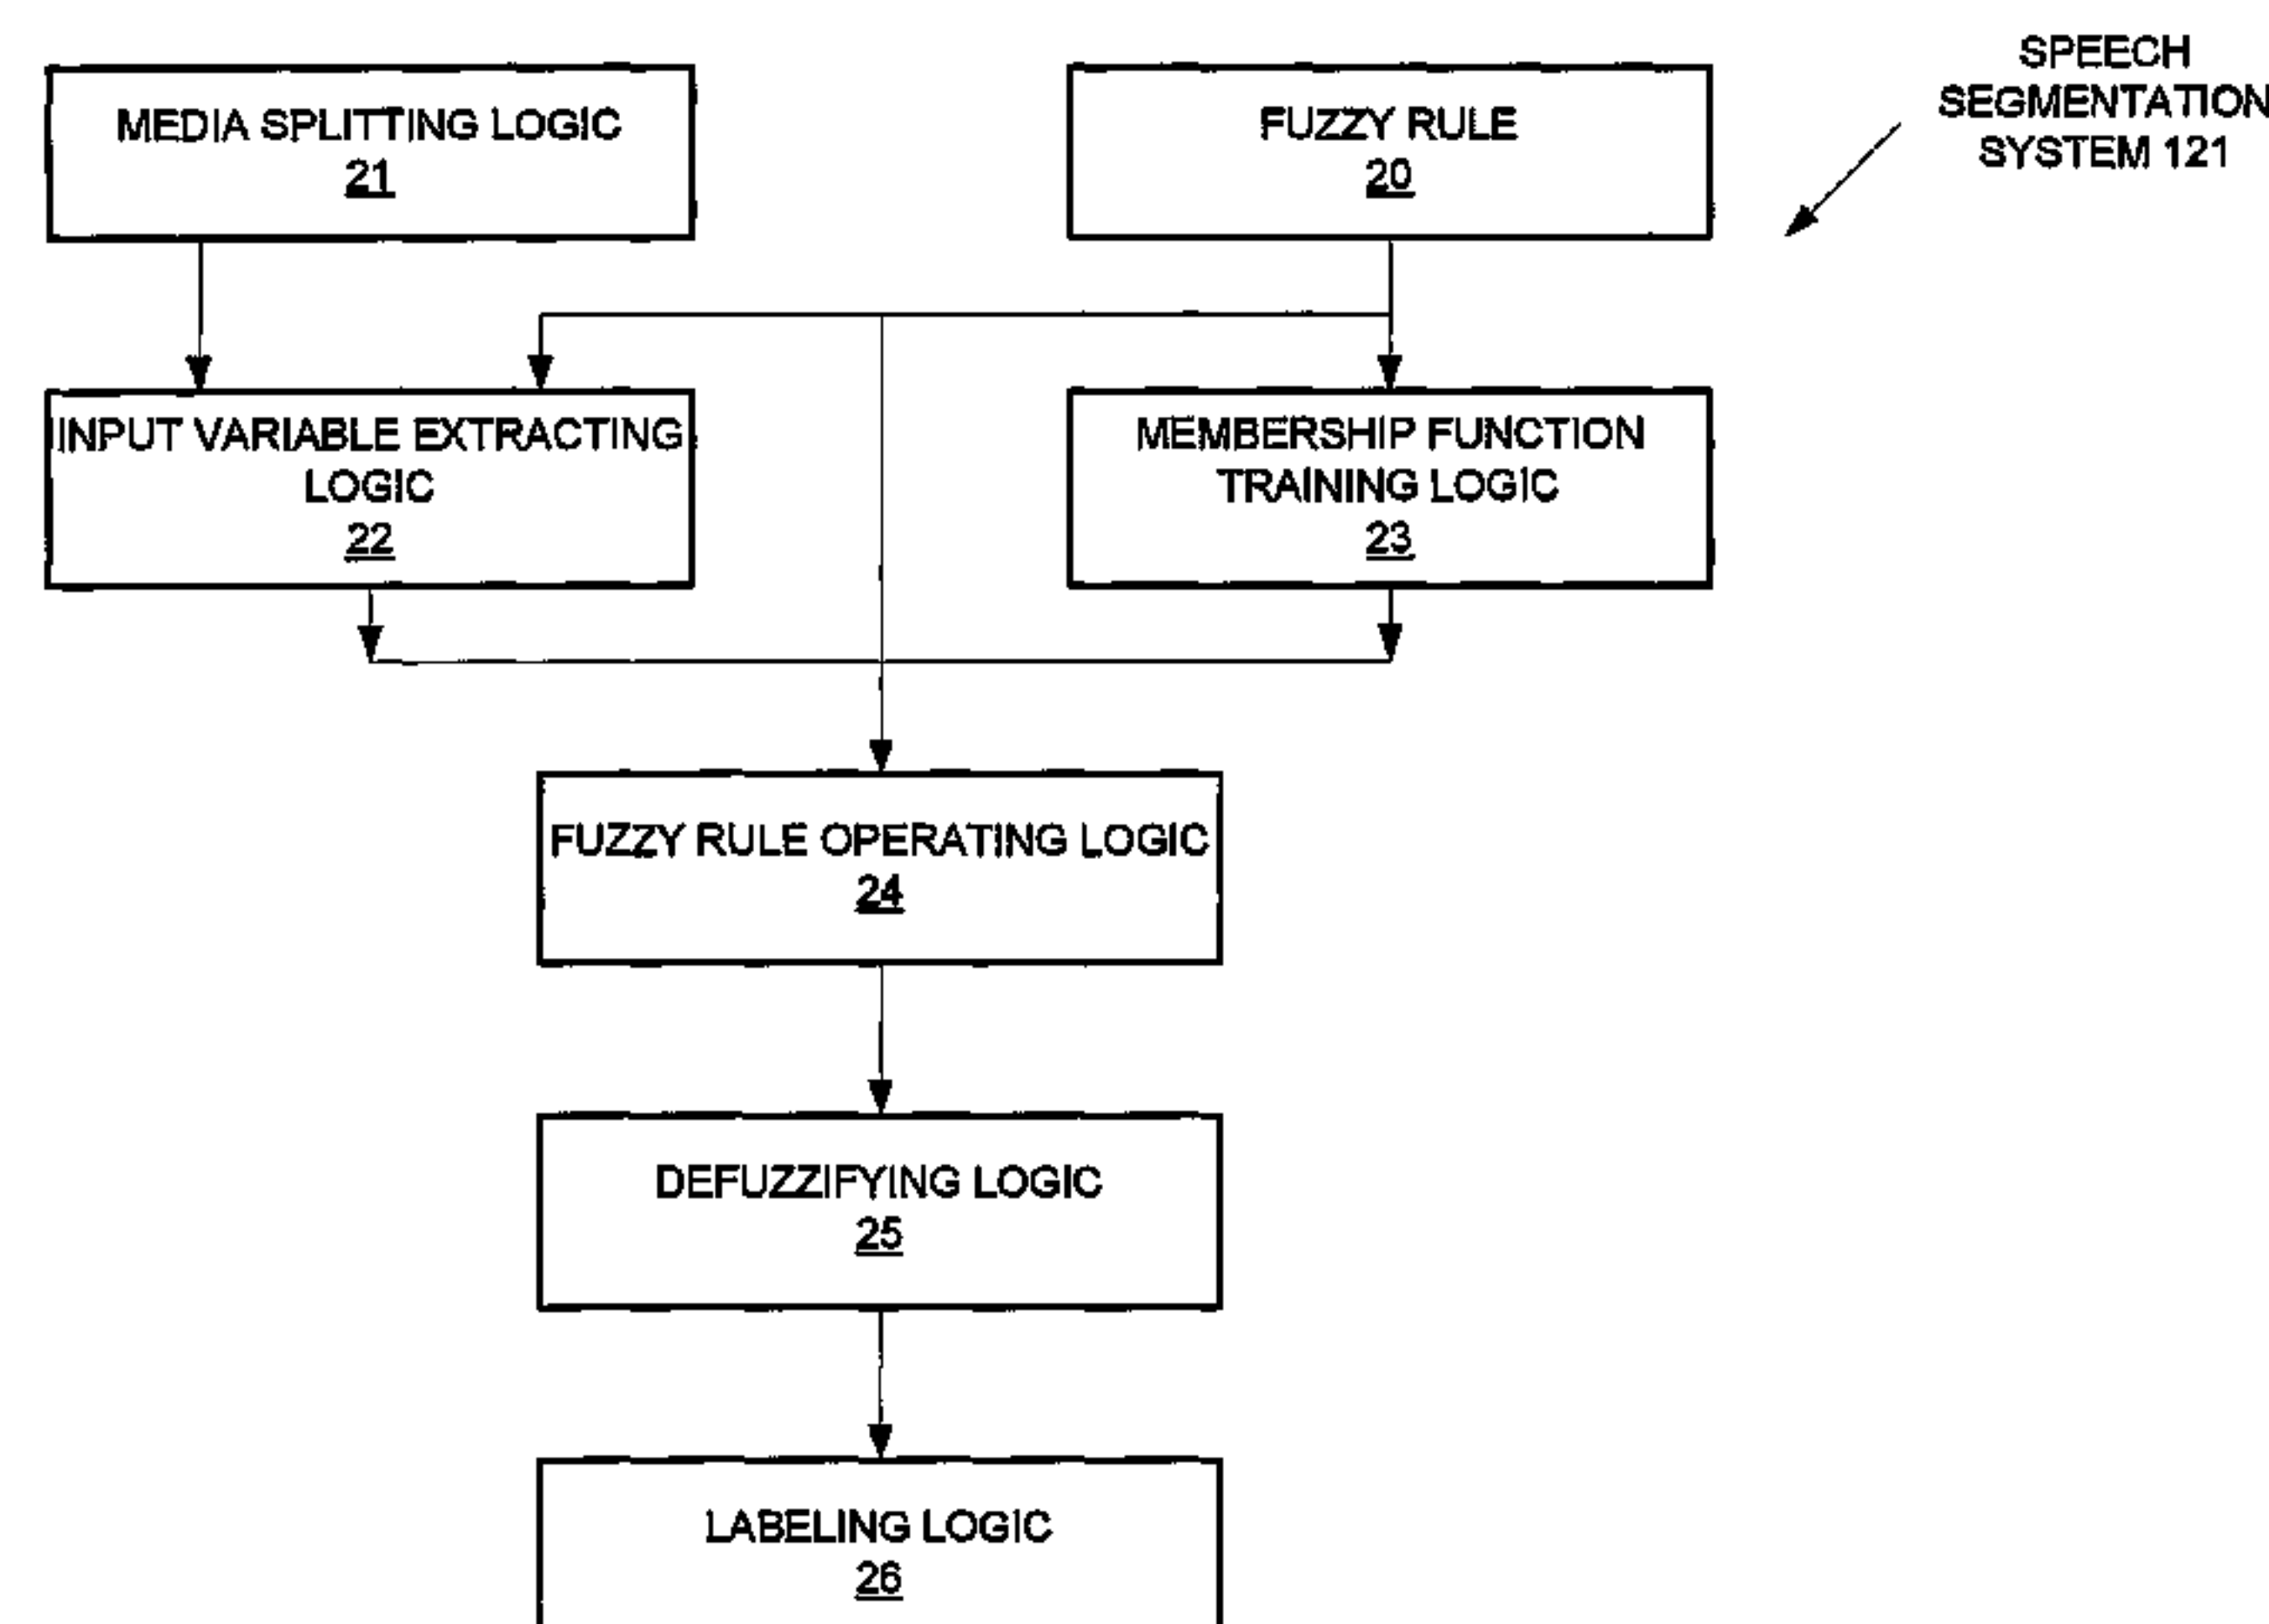 MEDIA SPLITTING LOGIC
21
FUZZY RULE
20
SPEECH
SEGMENTATION
SYSTEM 121
INPUT VARIABLE EXTRACTING
LOGIC
22
MEMBERSHIP FUNCTION
TRAINING LOGIC
23
FUZZY RULE OPERATING LOGIC
24
DEFUZZIFYING LOGIC
25
LABELING LOGIC
26